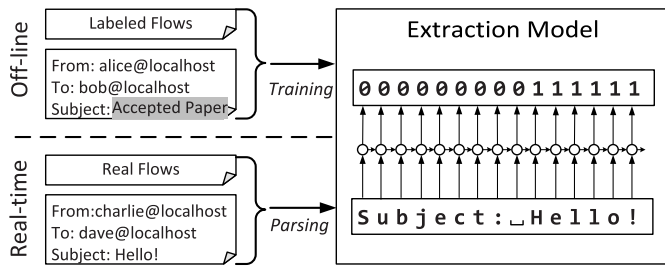 Off-line
Labeled Flows
From: alice@localhost
To: bob@localhost
Subject: Accepted Paper
Training
Real-time
Real Flows
From:charlie@localhost
To: dave@localhost
Subject: Hello!
Parsing
Extraction Model
0 0 0 0 0 0 0 0 0 1 1 1 1 1 1
Subject:␣Hello!